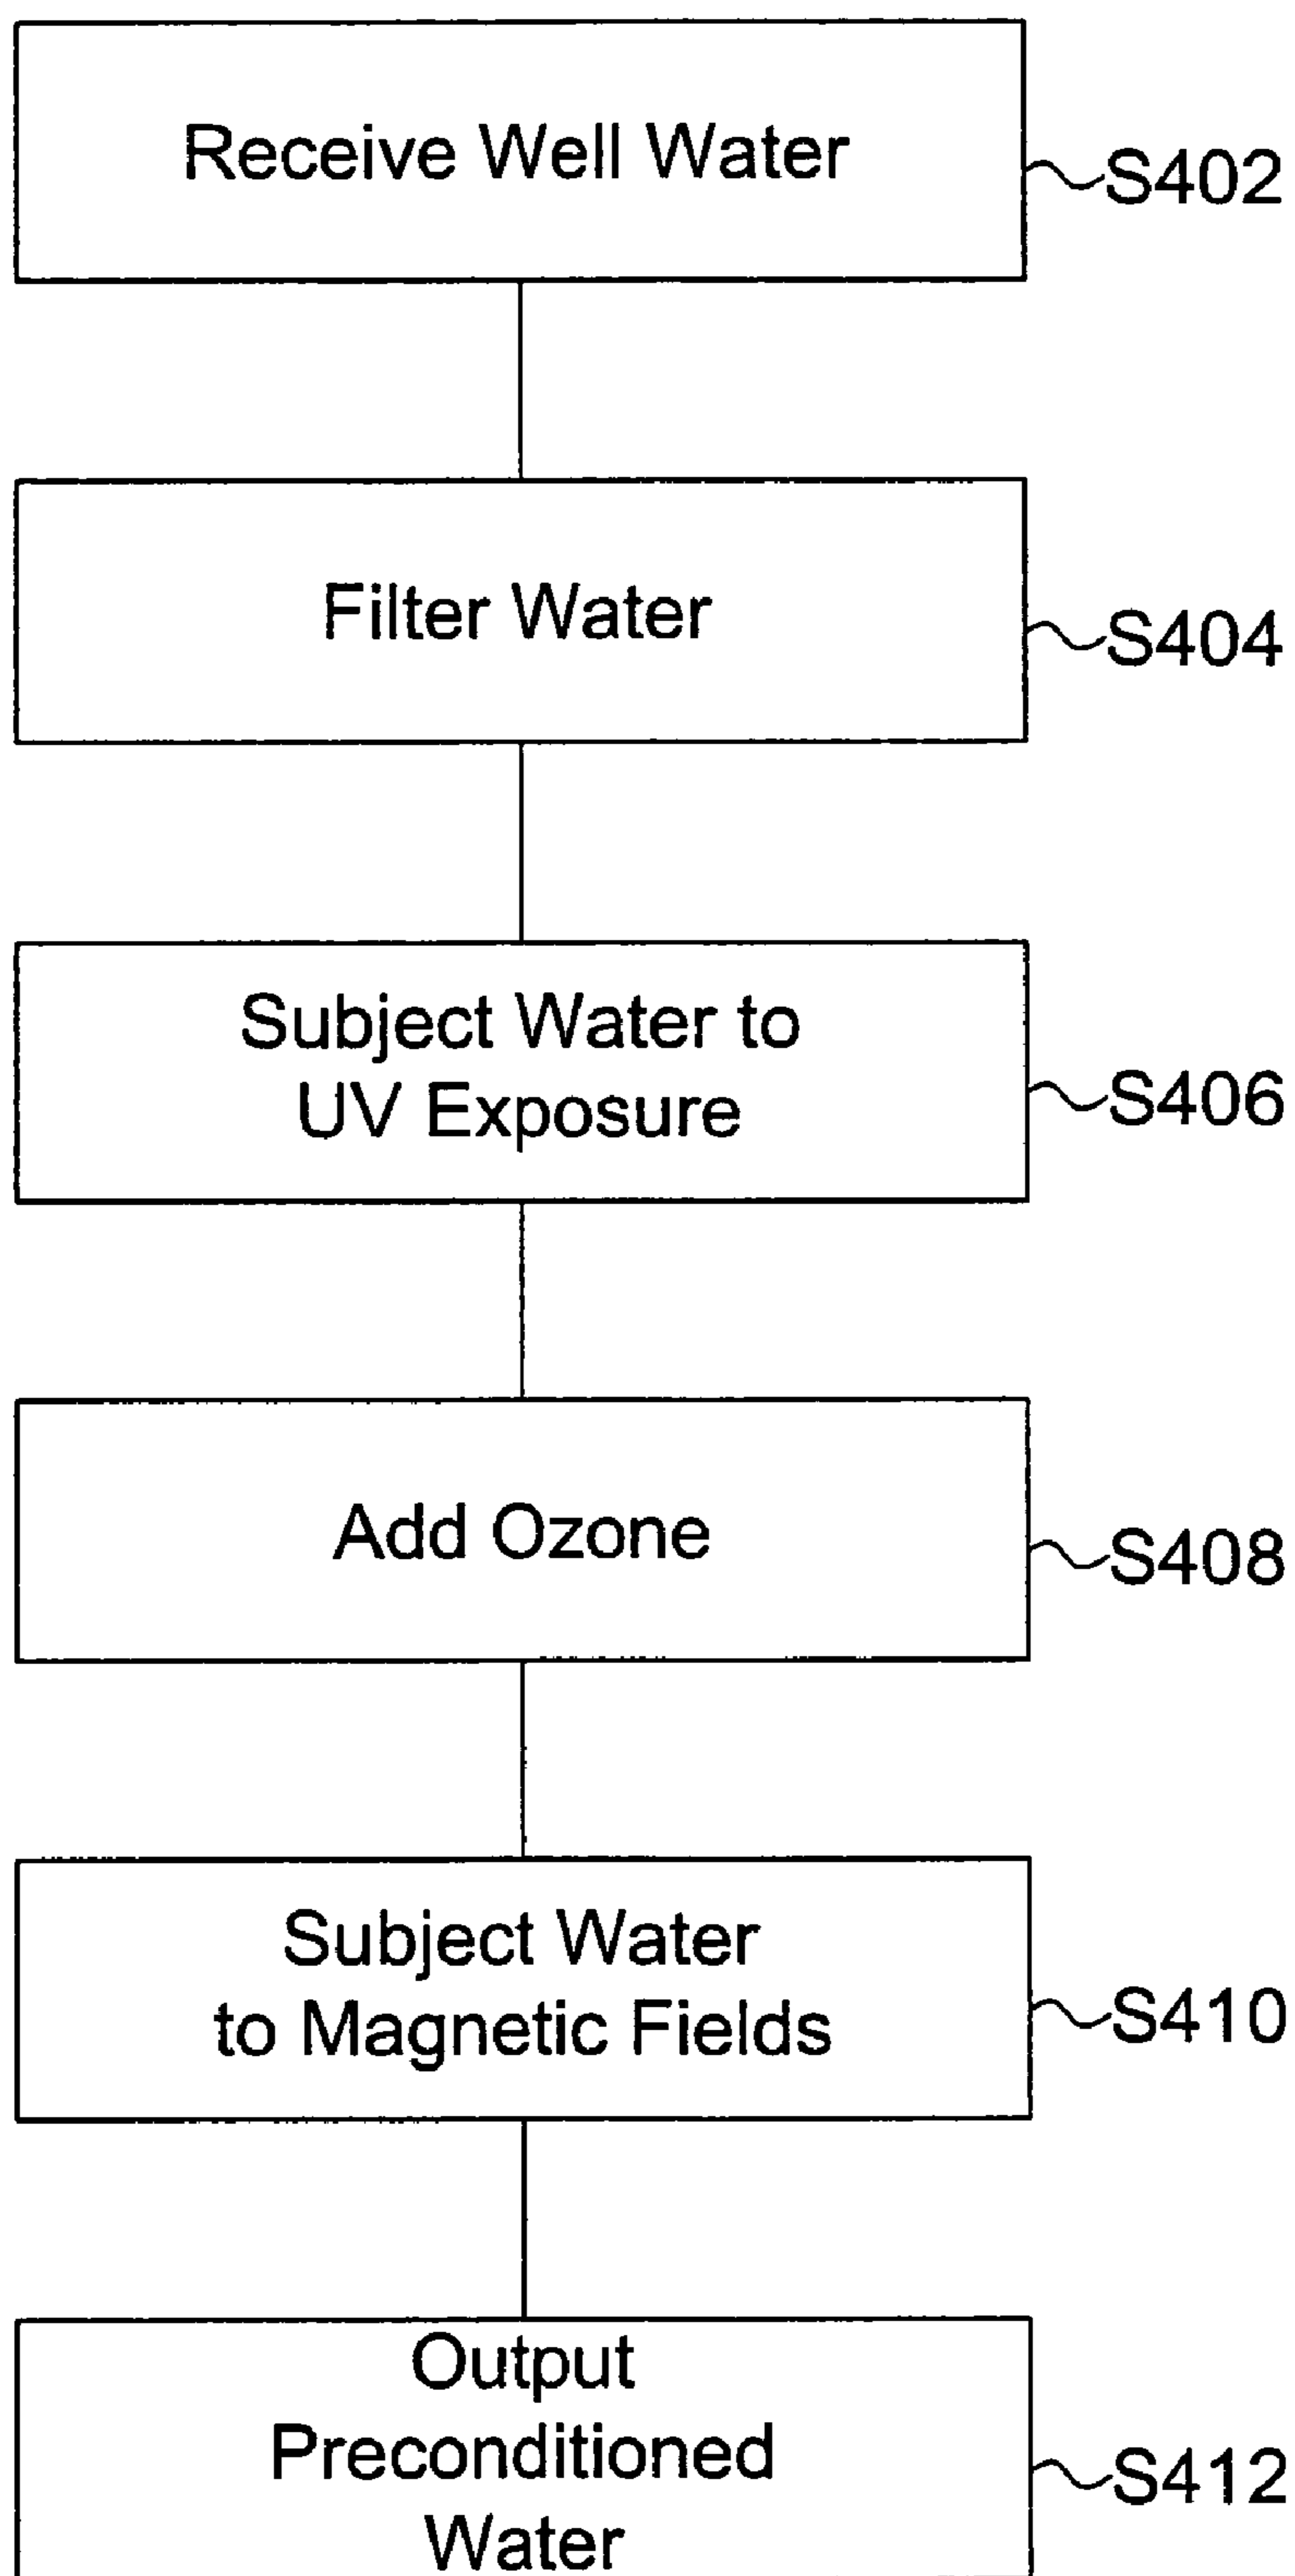 Receive Well Water
S402
Filter Water
S404
Subject Water to
UV Exposure
S406
Add Ozone
S408
Subject Water
to Magnetic Fields
S410
Output
Preconditioned
Water
S412